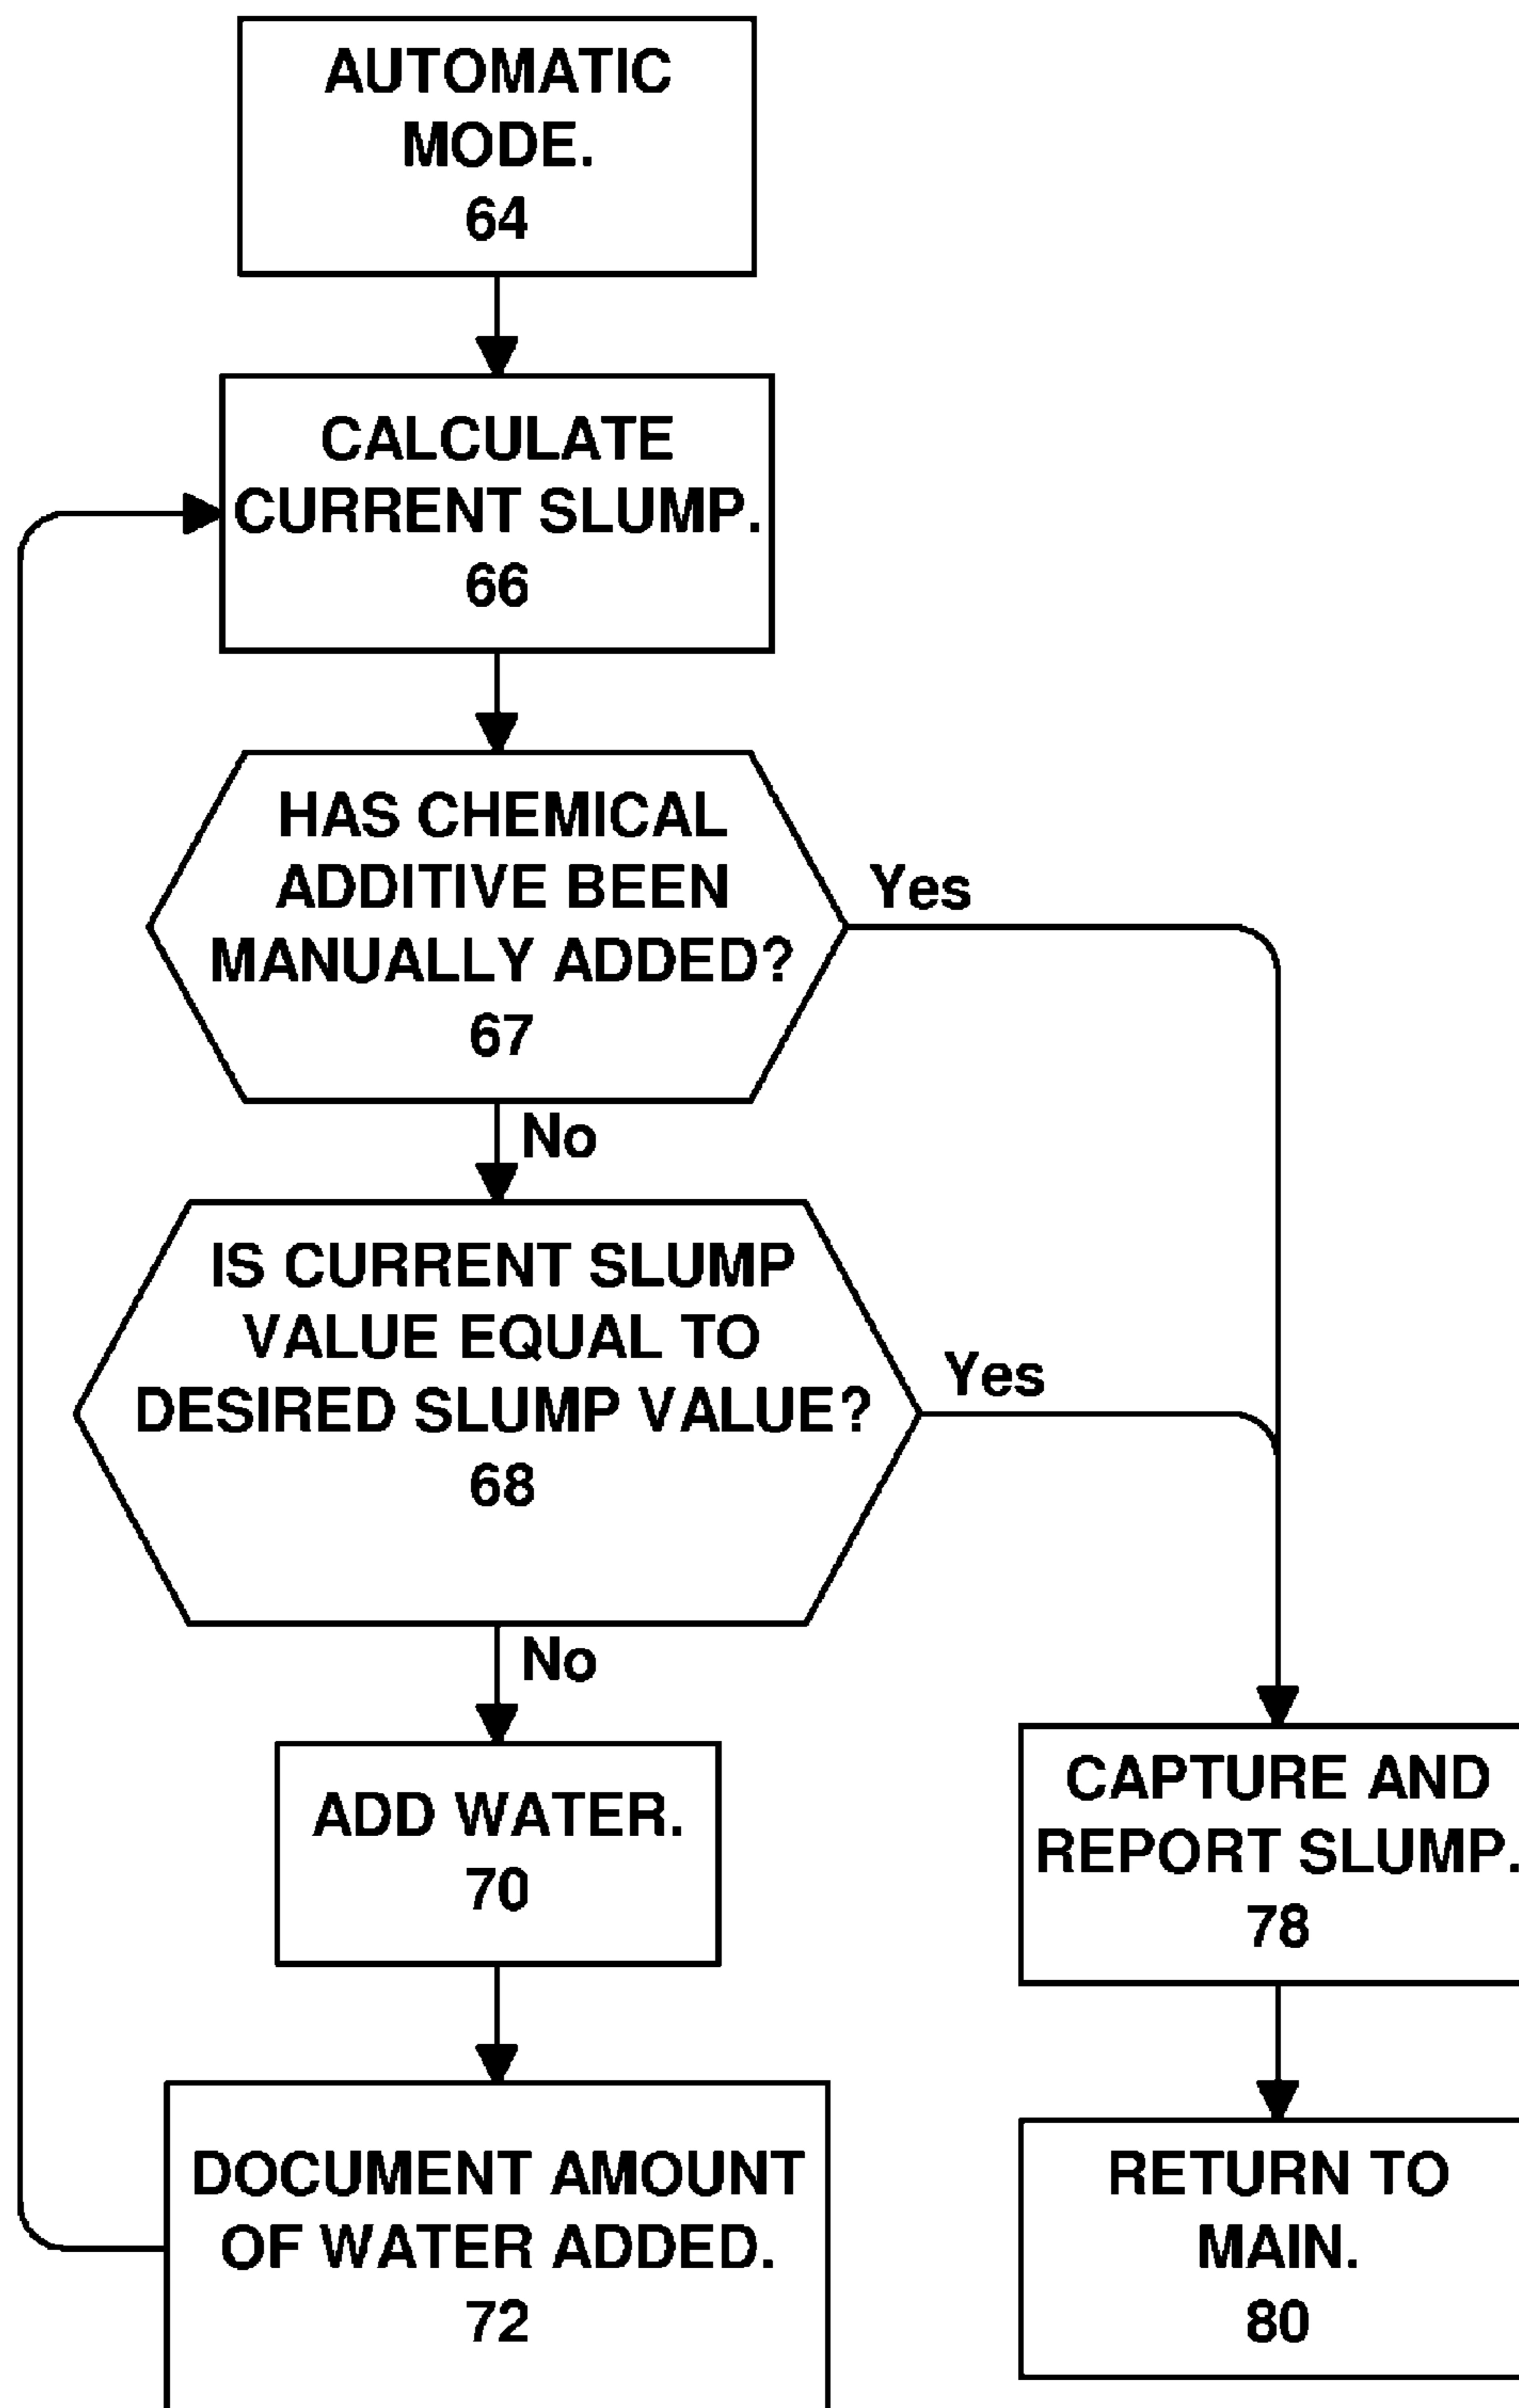 AUTOMATIC
MODE.
64
CALCULATE
CURRENT SLUMP.
66
HAS CHEMICAL
ADDITIVE BEEN
MANUALLY ADDED?
67
Yes
No
IS CURRENT SLUMP
VALUE EQUAL TO
DESIRED SLUMP VALUE?
68
Yes
No
ADD WATER.
70
CAPTURE AND
REPORT SLUMP.
78
DOCUMENT AMOUNT
OF WATER ADDED.
72
RETURN TO
MAIN.
80